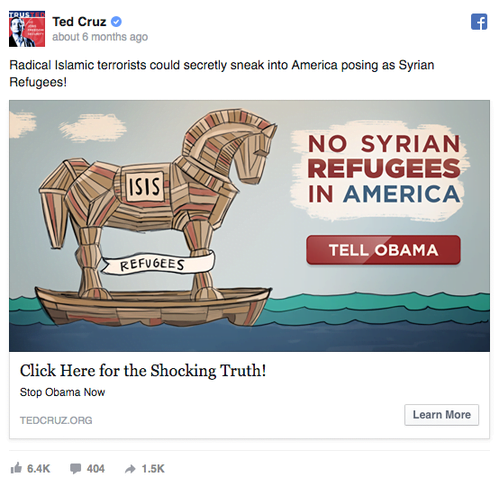 TRUSTED
Ted Cruz
about 6 months ago
Radical Islamic terrorists could secretly sneak into America posing as Syrian
Refugees!
ISIS
REFUGEES
NO SYRIAN
REFUGEES
IN AMERICA
TELL OBAMA
Click Here for the Shocking Truth!
Stop Obama Now
TEDCRUZ.ORG
Learn More
6.4K 404 1.5K